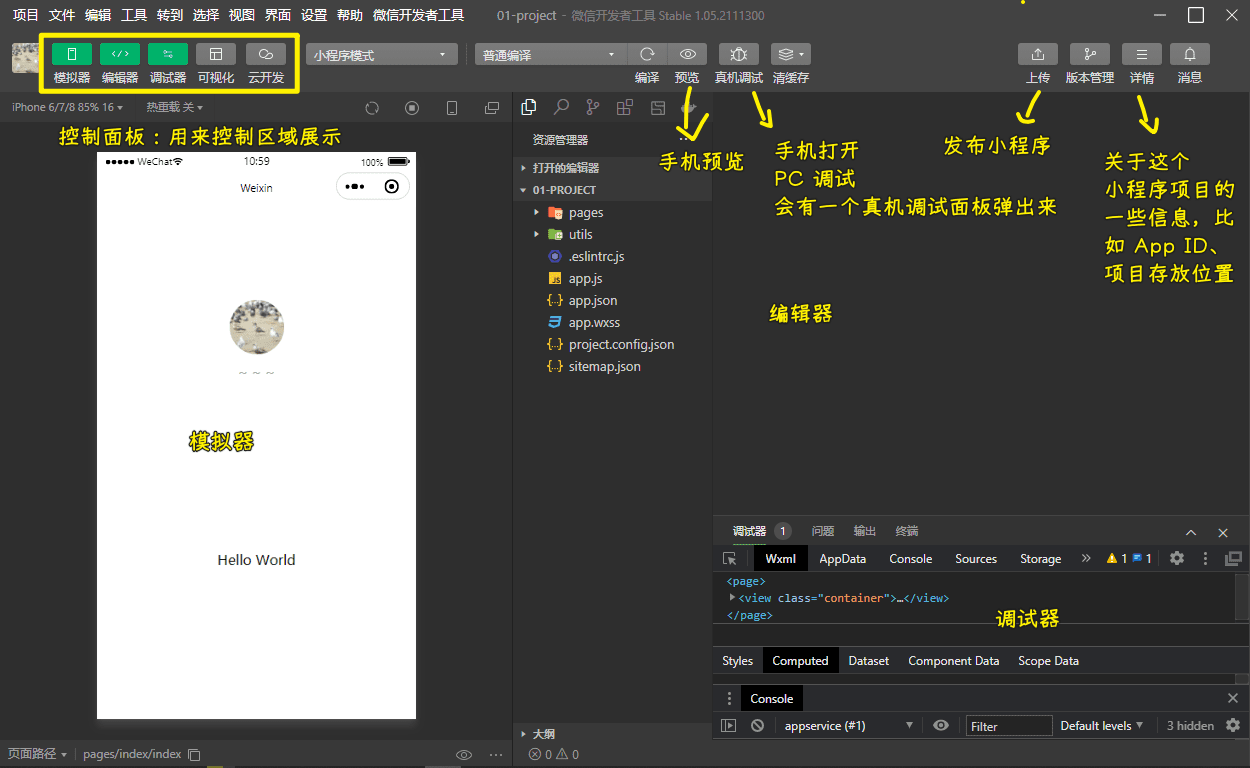 项目 文件 编辑 工具 转到 选择 视图 界面 设置 帮助 微信开发者工具 01-project - 微信开发者工具 Stable 1.05.2111300
小程序模式 普通编译
模拟器 编辑器 调试器 可视化 云开发 编译 预览 真机调试 清缓存 上传 版本管理 详情 消息
iPhone 6/7/8 85% 16 热重载 关
控制面板：用来控制区域展示
WeChat 10:59 100%
Weixin
~ ~ ~
模拟器
Hello World
页面路径 pages/index/index
资源管理器
打开的编辑器
01-PROJECT
pages
utils
.eslintrc.js
JS app.js
{..} app.json
app.wxss
{..} project.config.json
{..} sitemap.json
大纲
0 0
手机预览
手机打开
PC 调试
会有一个真机调试面板弹出来
发布小程序
关于这个
小程序项目的
一些信息，比
如 App ID、
项目存放位置
编辑器
调试器 1 问题 输出 终端
Wxml AppData Console Sources Storage » 1 1
<page>
<view class="container">…</view>
</page>
调试器
Styles Computed Dataset Component Data Scope Data
Console
appservice (#1) Filter Default levels 3 hidden